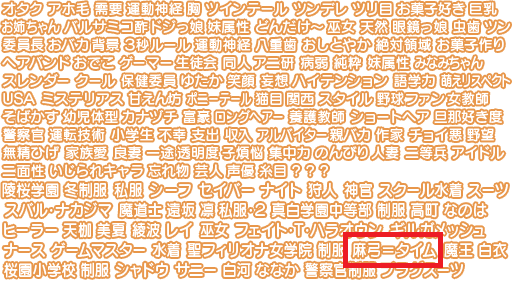 オタク アホ毛 需要 運動神経 胸 ツインテール ツンデレ ツリ目 お菓子好き 巨乳
お姉ちゃん バルサミコ酢 ドジっ娘 妹属性 どんだけ〜 巫女 天然 眼鏡っ娘 虫歯 ツン
委員長 おバカ 背景 3秒ルール 運動神経 八重歯 おしとやか 絶対領域 お菓子作り
ヘアバンド おでこ ゲーマー 生徒会 同人 アニ研 病弱 純粋 妹属性 みなみちゃん
スレンダー クール 保健委員 ゆたか 笑顔 妄想 ハイテンション 語学力 萌えリスペクト
USA ミステリアス 甘えん坊 ポニーテール 猫目 関西 スタイル 野球ファン 女教師
そばかす 幼児体型 カナヅチ 富豪 ロングヘアー 養護教師 ショートヘア 旦那好き度
警察官 運転技術 小学生 不幸 支出 収入 アルバイター 親バカ 作家 チョイ悪 野望
無精ひげ 家族愛 良妻 一途 透明度 子煩悩 集中力 のんびり 人妻 二等兵 アイドル
二面性 いじられキャラ 忘れ物 芸人 声優 糸目 ? ? ?
陵桜学園 冬制服 私服 シーフ セイバー ナイト 狩人 神官 スクール水着 スーツ
スバル・ナカジマ 魔道士 遠坂 凛 私服・2 真白学園中等部 制服 高町 なのは
ヒーラー 天枷 美夏 綾波 レイ 巫女 フェイト・T・ハラオウン ギルガメッシュ
ナース ゲームマスター 水着 聖フィリオナ女学院 制服 麻弓=タイム 魔王 白衣
桜園小学校 制服 シャドウ サニー 白河 ななか 警察官制服 ブラックスーツ